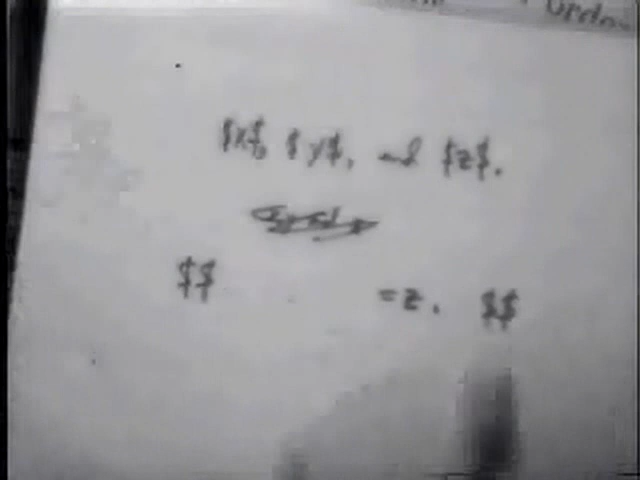 $x$, $y$, and $z$.
$$ =z. $$